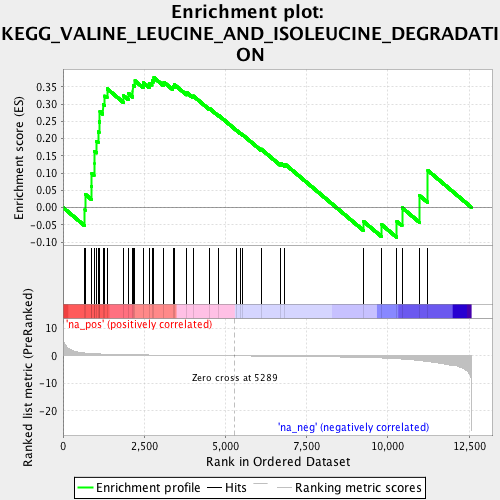 Enrichment plot:
KEGG_VALINE_LEUCINE_AND_ISOLEUCINE_DEGRADATI
ON
Enrichment score (ES)
0.35
0.30
0.25
0.20
0.15
0.10
0.05
0.00
-0.05
-0.10
'na_pos' (positively correlated)
Ranked list metric (PreRanked)
10
5
0
-5
-10
-20
Zero cross at 5289
'na_neg' (negatively correlated)
0
2,500
5,000
7,500
10,000
12,500
Rank in Ordered Dataset
Enrichment profile
Hits
Ranking metric scores